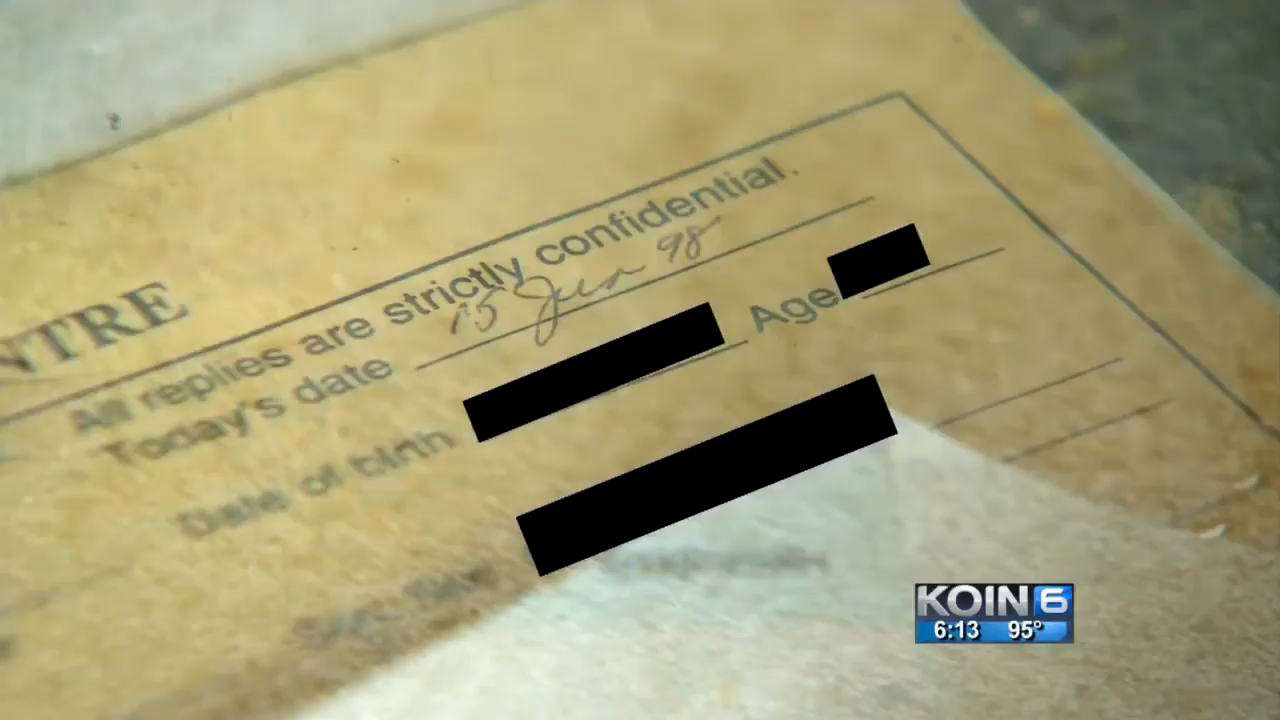 NTRE
All replies are strictly confidential.
Today's date 15 Jun 98
Date of birth
Age
KOIN 6
6:13 95°